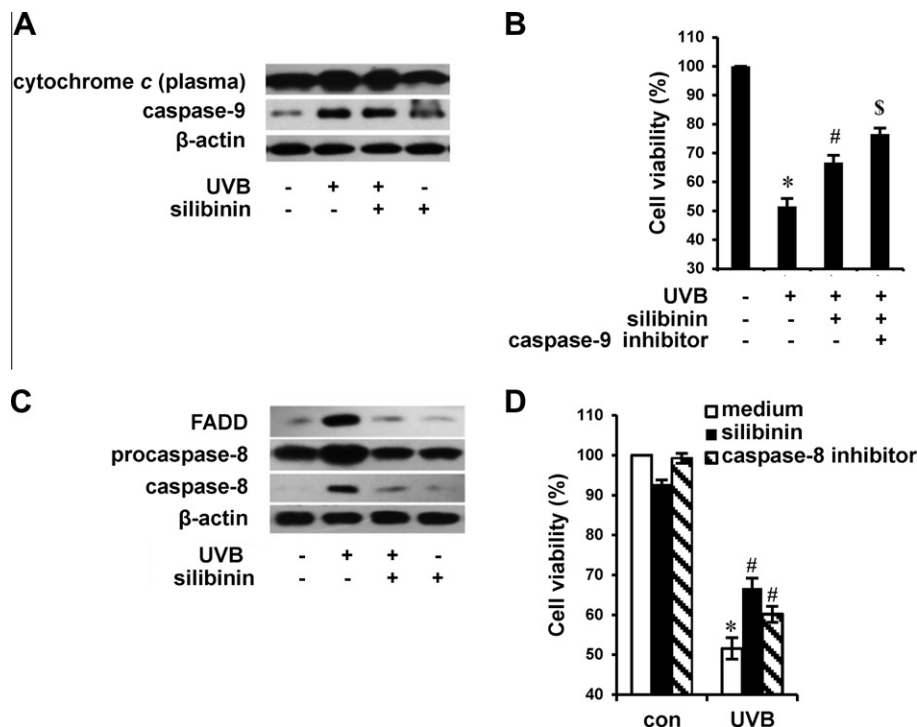 A
cytochrome c (plasma)
caspase-9
β-actin
UVB - + + -
silibinin - - + +
B
Cell viability (%)
110
100
90
80
70
60
50
40
30
* # $
UVB - + + +
silibinin - - + +
caspase-9 inhibitor - - - +
C
FADD
procaspase-8
caspase-8
β-actin
UVB - + + -
silibinin - - + +
D
Cell viability (%)
110
100
90
80
70
60
50
40
medium
silibinin
caspase-8 inhibitor
* # #
con UVB